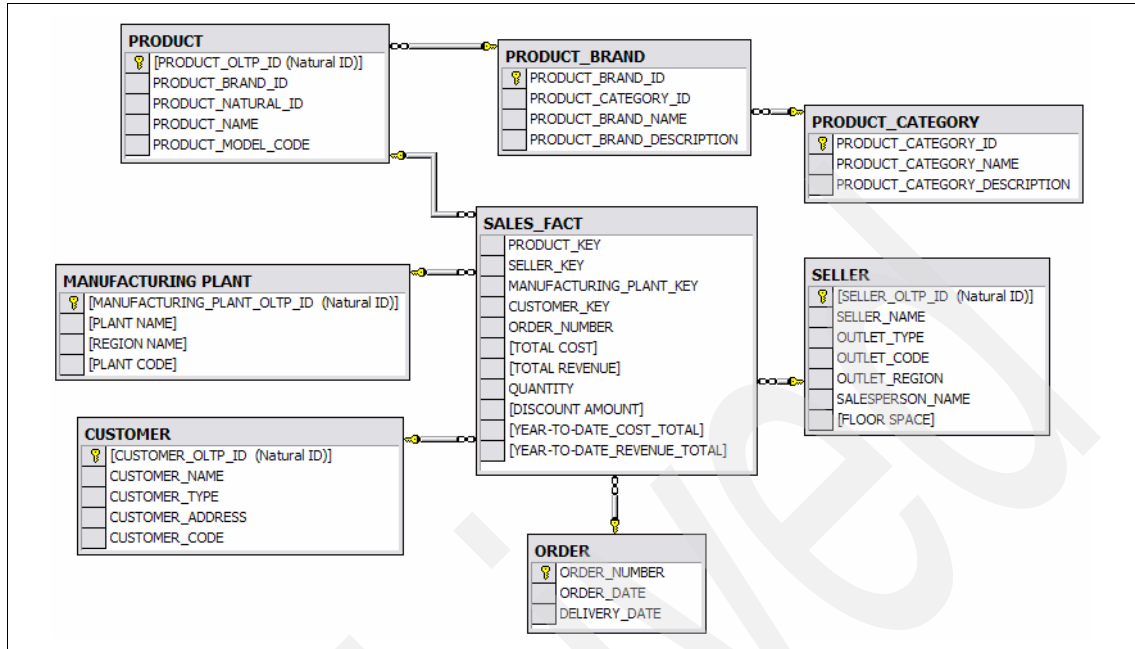 PRODUCT
[PRODUCT_OLTP_ID (Natural ID)]
PRODUCT_BRAND_ID
PRODUCT_NATURAL_ID
PRODUCT_NAME
PRODUCT_MODEL_CODE
PRODUCT_BRAND
PRODUCT_BRAND_ID
PRODUCT_CATEGORY_ID
PRODUCT_BRAND_NAME
PRODUCT_BRAND_DESCRIPTION
PRODUCT_CATEGORY
PRODUCT_CATEGORY_ID
PRODUCT_CATEGORY_NAME
PRODUCT_CATEGORY_DESCRIPTION
SALES_FACT
PRODUCT_KEY
SELLER_KEY
MANUFACTURING_PLANT_KEY
CUSTOMER_KEY
ORDER_NUMBER
[TOTAL COST]
[TOTAL REVENUE]
QUANTITY
[DISCOUNT AMOUNT]
[YEAR-TO-DATE_COST_TOTAL]
[YEAR-TO-DATE_REVENUE_TOTAL]
MANUFACTURING PLANT
[MANUFACTURING_PLANT_OLTP_ID (Natural ID)]
[PLANT NAME]
[REGION NAME]
[PLANT CODE]
SELLER
[SELLER_OLTP_ID (Natural ID)]
SELLER_NAME
OUTLET_TYPE
OUTLET_CODE
OUTLET_REGION
SALESPERSON_NAME
[FLOOR SPACE]
CUSTOMER
[CUSTOMER_OLTP_ID (Natural ID)]
CUSTOMER_NAME
CUSTOMER_TYPE
CUSTOMER_ADDRESS
CUSTOMER_CODE
ORDER
ORDER_NUMBER
ORDER_DATE
DELIVERY_DATE